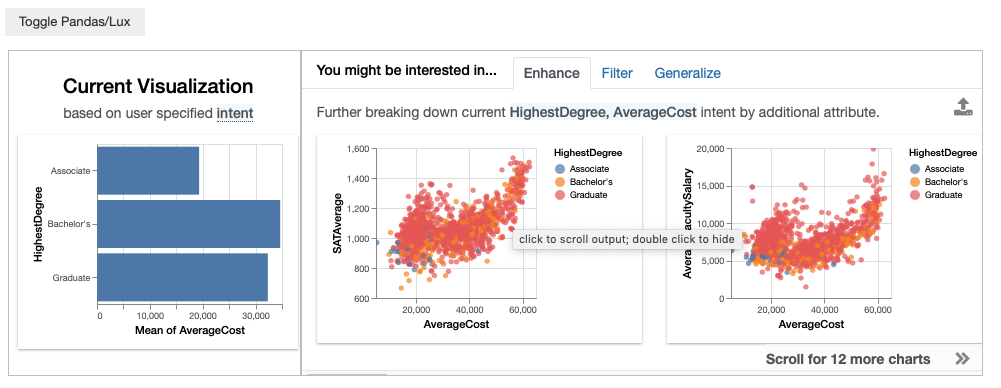 Toggle Pandas/Lux
Current Visualization
based on user specified intent
HighestDegree
Associate
Bachelor's
Graduate
0 10,000 20,000 30,000
Mean of AverageCost
You might be interested in... Enhance Filter Generalize
Further breaking down current HighestDegree, AverageCost intent by additional attribute.
SATAverage
1,600
1,400
1,200
1,000
800
600
20,000 40,000 60,000
AverageCost
HighestDegree
Associate
Bachelor's
Graduate
click to scroll output; double click to hide
20,000
15,000
10,000
5,000
0
20,000 40,000 60,000
AverageCost
HighestDegree
Associate
Bachelor's
Graduate
Scroll for 12 more charts